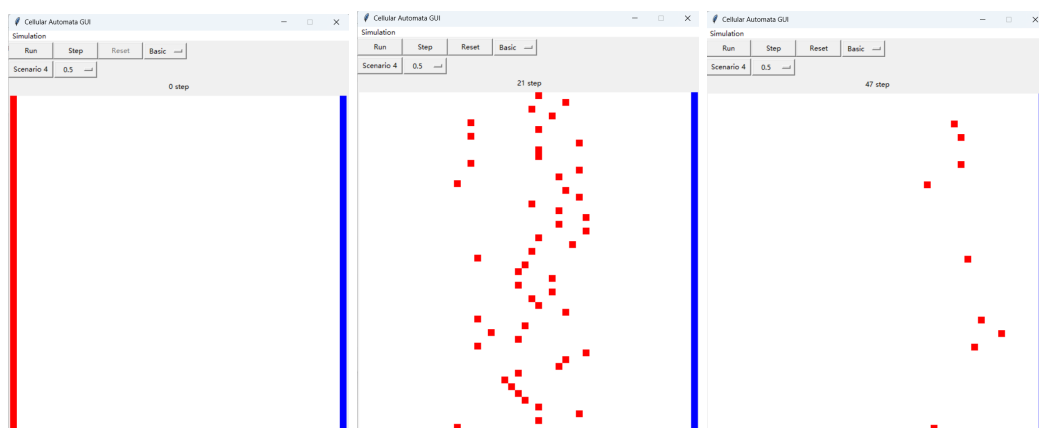 Cellular Automata GUI
Simulation
Run Step Reset Basic
Scenario 4 0.5
0 step
Cellular Automata GUI
Simulation
Run Step Reset Basic
Scenario 4 0.5
21 step
Cellular Automata GUI
Simulation
Run Step Reset Basic
Scenario 4 0.5
47 step